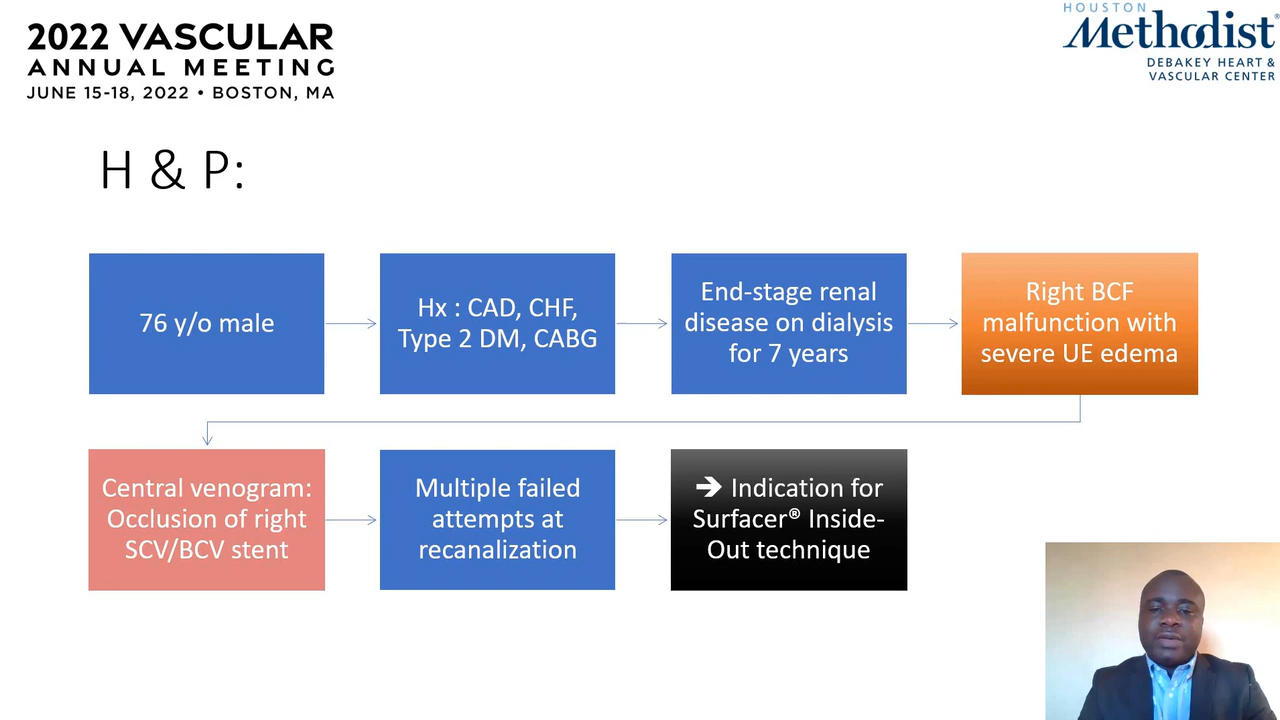 2022 VASCULAR
ANNUAL MEETING
JUNE 15-18, 2022 • BOSTON, MA
HOUSTON
Methodist®
DEBAKEY HEART &
VASCULAR CENTER
H & P:
76 y/o male
Hx : CAD, CHF,
Type 2 DM, CABG
End-stage renal
disease on dialysis
for 7 years
Right BCF
malfunction with
severe UE edema
Central venogram:
Occlusion of right
SCV/BCV stent
Multiple failed
attempts at
recanalization
➔ Indication for
Surfacer® Inside-
Out technique